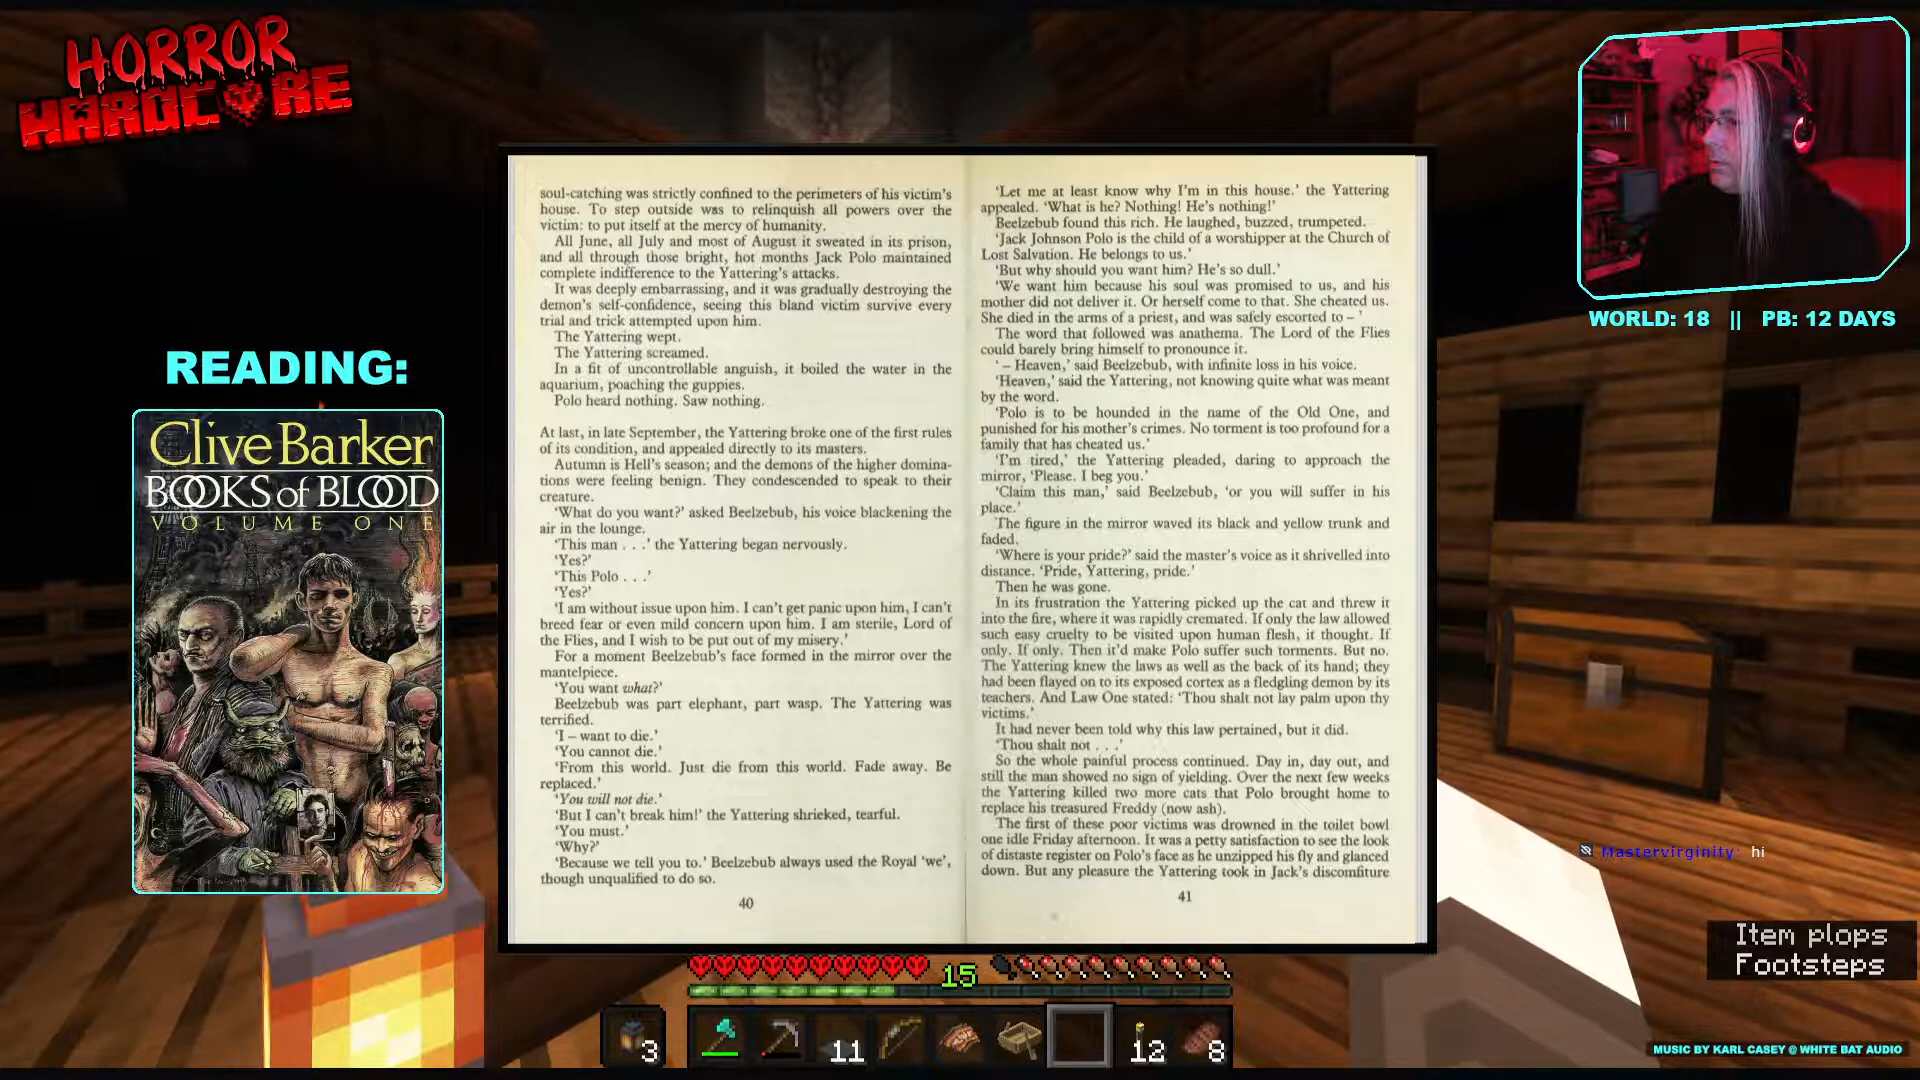 HORROR
HARDCORE
READING:
Clive Barker
BOOKS of BLOOD
VOLUME ONE
soul-catching was strictly confined to the perimeters of his victim's
house. To step outside was to relinquish all powers over the
victim: to put itself at the mercy of humanity.
All June, all July and most of August it sweated in its prison,
and all through those bright, hot months Jack Polo maintained
complete indifference to the Yattering's attacks.
It was deeply embarrassing, and it was gradually destroying the
demon's self-confidence, seeing this bland victim survive every
trial and trick attempted upon him.
The Yattering wept.
The Yattering screamed.
In a fit of uncontrollable anguish, it boiled the water in the
aquarium, poaching the guppies.
Polo heard nothing. Saw nothing.
At last, in late September, the Yattering broke one of the first rules
of its condition, and appealed directly to its masters.
Autumn is Hell's season; and the demons of the higher domina-
tions were feeling benign. They condescended to speak to their
creature.
‘What do you want?’ asked Beelzebub, his voice blackening the
air in the lounge.
‘This man . . .’ the Yattering began nervously.
‘Yes?’
‘This Polo . . .’
‘Yes?’
‘I am without issue upon him. I can't get panic upon him, I can't
breed fear or even mild concern upon him. I am sterile, Lord of
the Flies, and I wish to be put out of my misery.’
For a moment Beelzebub's face formed in the mirror over the
mantelpiece.
‘You want what?’
Beelzebub was part elephant, part wasp. The Yattering was
terrified.
‘I – want to die.’
‘You cannot die.’
‘From this world. Just die from this world. Fade away. Be
replaced.’
‘You will not die.’
‘But I can't break him!’ the Yattering shrieked, tearful.
‘You must.’
‘Why?’
‘Because we tell you to.’ Beelzebub always used the Royal ‘we’,
though unqualified to do so.
40
‘Let me at least know why I'm in this house.’ the Yattering
appealed. ‘What is he? Nothing! He's nothing!’
Beelzebub found this rich. He laughed, buzzed, trumpeted.
‘Jack Johnson Polo is the child of a worshipper at the Church of
Lost Salvation. He belongs to us.’
‘But why should you want him? He's so dull.’
‘We want him because his soul was promised to us, and his
mother did not deliver it. Or herself come to that. She cheated us.
She died in the arms of a priest, and was safely escorted to – ’
The word that followed was anathema. The Lord of the Flies
could barely bring himself to pronounce it.
‘ – Heaven,’ said Beelzebub, with infinite loss in his voice.
‘Heaven,’ said the Yattering, not knowing quite what was meant
by the word.
‘Polo is to be hounded in the name of the Old One, and
punished for his mother's crimes. No torment is too profound for a
family that has cheated us.’
‘I'm tired,’ the Yattering pleaded, daring to approach the
mirror, ‘Please. I beg you.’
‘Claim this man,’ said Beelzebub, ‘or you will suffer in his
place.’
The figure in the mirror waved its black and yellow trunk and
faded.
‘Where is your pride?’ said the master's voice as it shrivelled into
distance. ‘Pride, Yattering, pride.’
Then he was gone.
In its frustration the Yattering picked up the cat and threw it
into the fire, where it was rapidly cremated. If only the law allowed
such easy cruelty to be visited upon human flesh, it thought. If
only. If only. Then it'd make Polo suffer such torments. But no.
The Yattering knew the laws as well as the back of its hand; they
had been flayed on to its exposed cortex as a fledgling demon by its
teachers. And Law One stated: ‘Thou shalt not lay palm upon thy
victims.’
It had never been told why this law pertained, but it did.
‘Thou shalt not . . .’
So the whole painful process continued. Day in, day out, and
still the man showed no sign of yielding. Over the next few weeks
the Yattering killed two more cats that Polo brought home to
replace his treasured Freddy (now ash).
The first of these poor victims was drowned in the toilet bowl
one idle Friday afternoon. It was a petty satisfaction to see the look
of distaste register on Polo's face as he unzipped his fly and glanced
down. But any pleasure the Yattering took in Jack's discomfiture
41
WORLD: 18 || PB: 12 DAYS
Mastervirginity: hi
Item plops
Footsteps
15
3
11
12
8
MUSIC BY KARL CASEY @ WHITE BAT AUDIO